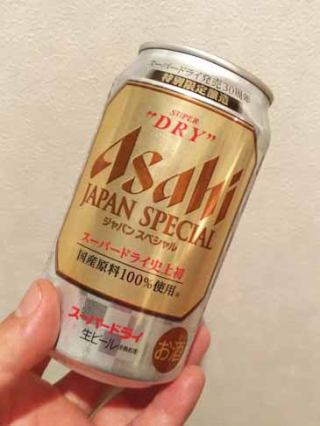 スーパードライ発売30周年
特別限定醸造
SUPER
"DRY"
Asahi
JAPAN SPECIAL
ジャパンスペシャル
スーパードライ史上初
国産原料100%使用※
スーパードライ
生ビール
お酒